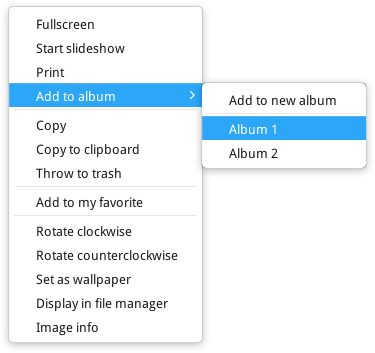 Fullscreen
Start slideshow
Print
Add to album
Add to new album
Album 1
Album 2
Copy
Copy to clipboard
Throw to trash
Add to my favorite
Rotate clockwise
Rotate counterclockwise
Set as wallpaper
Display in file manager
Image info